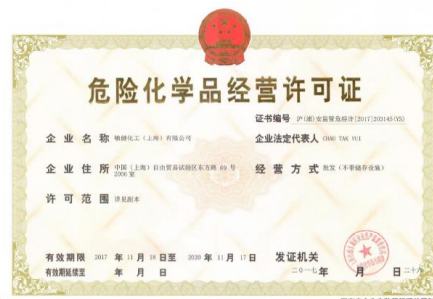 危险化学品经营许可证
证书编号 沪(浦)安监管危经许[2017]203145(YS)
企业名称 化工(上海)有限公司 企业法定代表人 CHAU TAK YUI
企业住所 中国(上海)自由贸易试验区东方路 69 号 经营方式 批发(不带储存设施)
2006室
许可范围 详见副本
有效期限 2017 年 11 月 18 日至 2020 年 11 月 17 日 发证机关
有效期延续至 年 月 日 二〇一七年 月 日